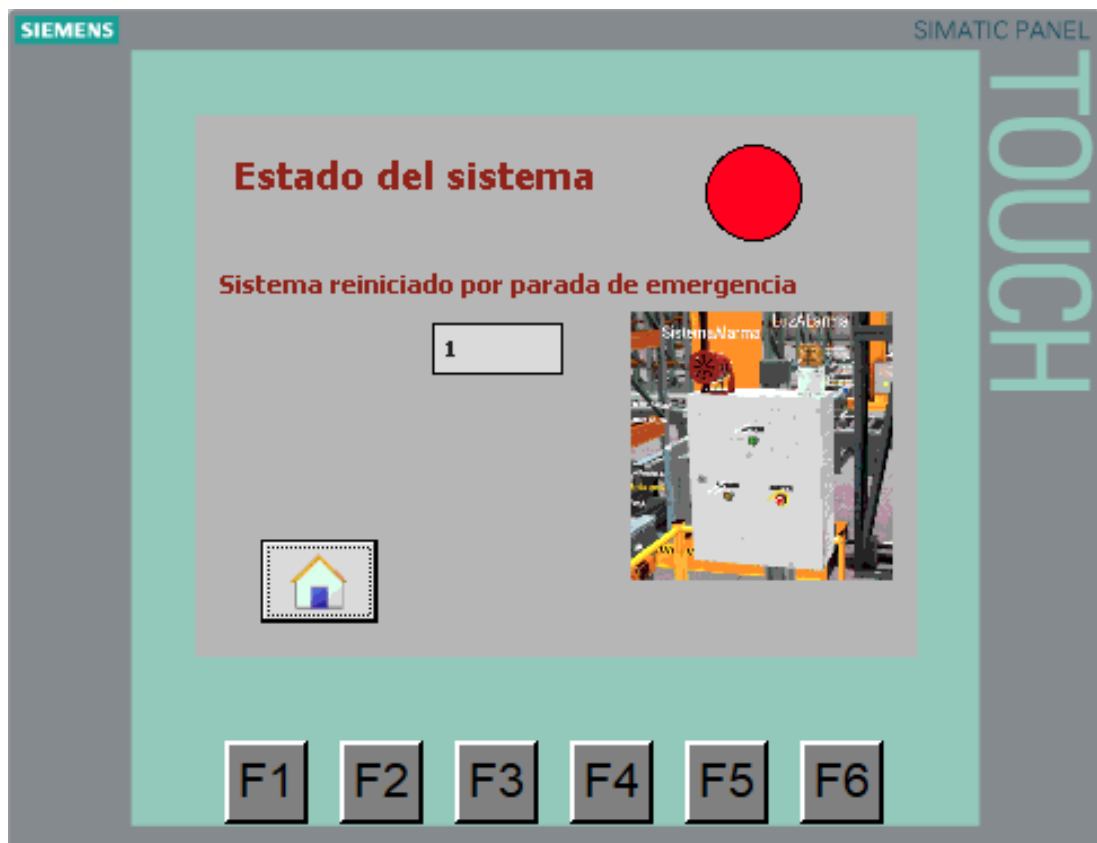 SIEMENS
SIMATIC PANEL
TOUCH
Estado del sistema
Sistema reiniciado por parada de emergencia
1
SistemaAlarma
LuzAlarma
F1 F2 F3 F4 F5 F6